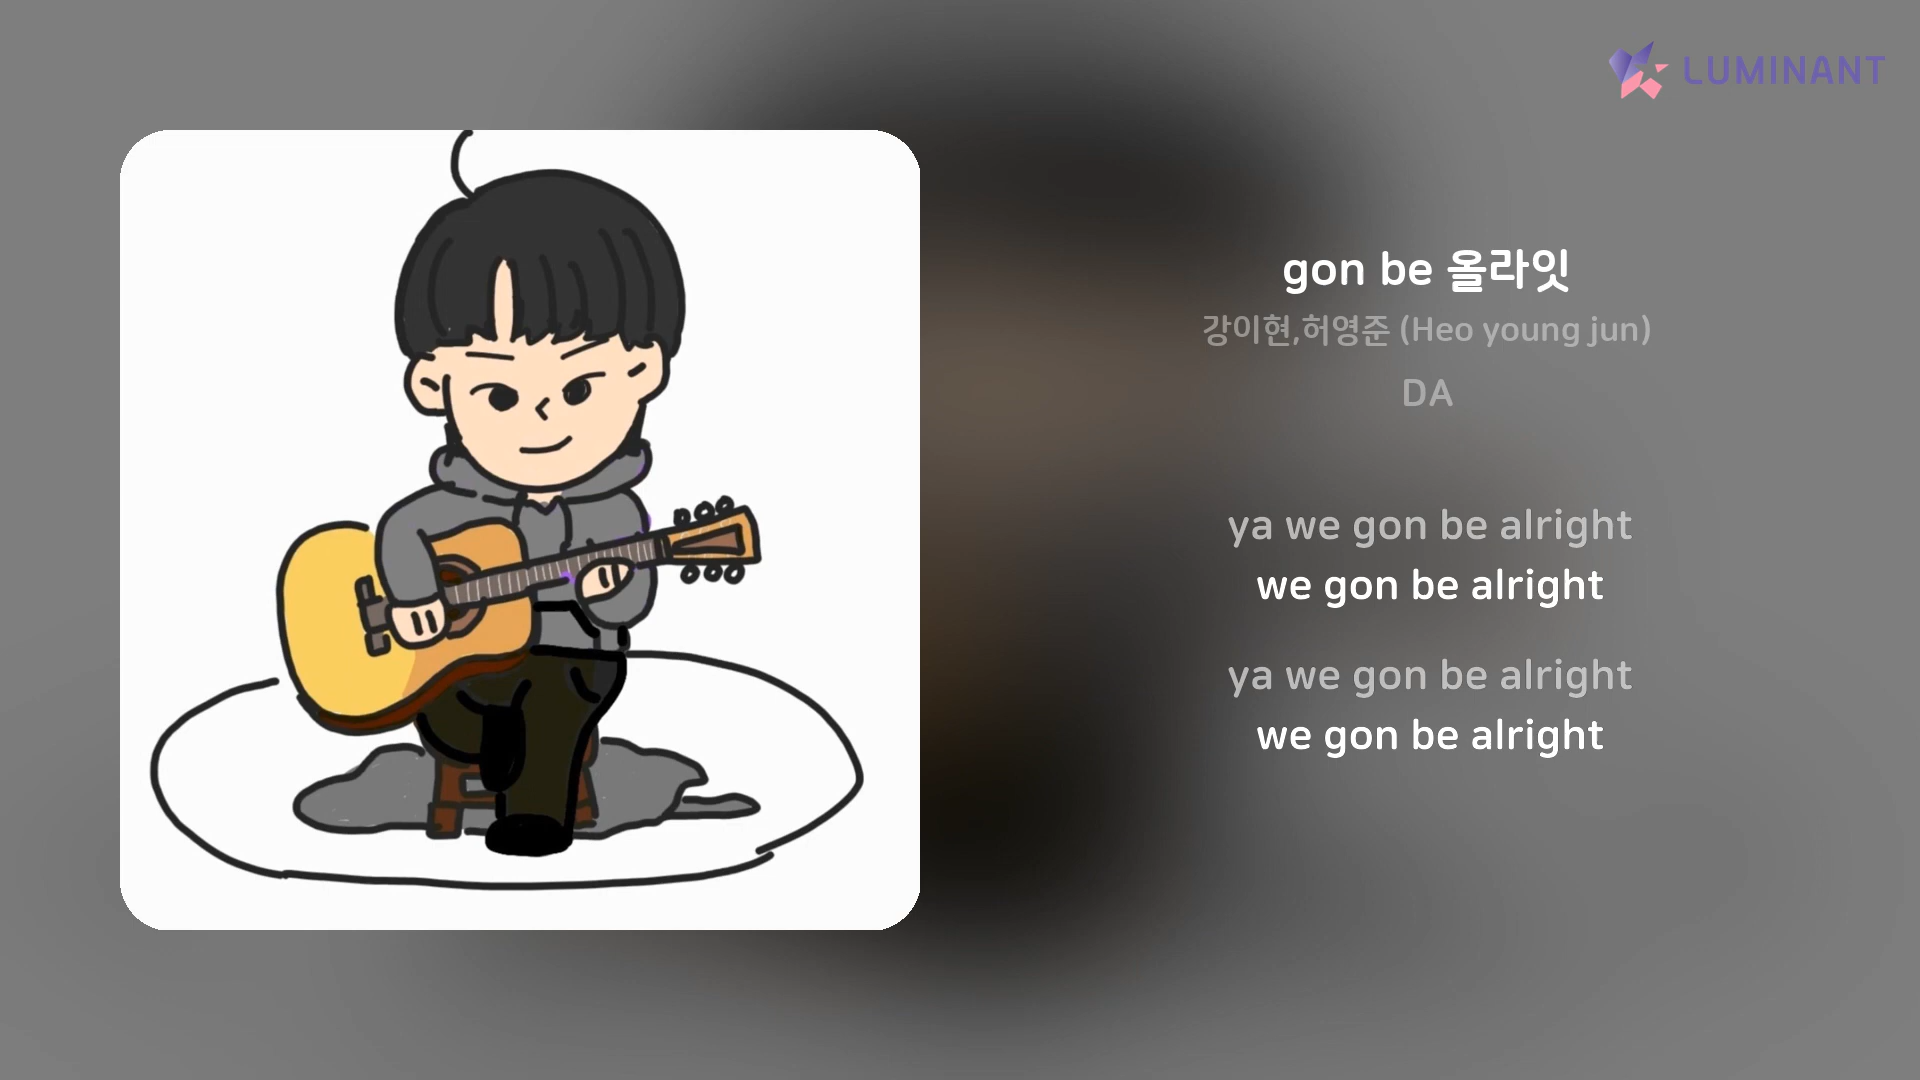 LUMINANT
gon be 올라잇
강이현,허영준 (Heo young jun)
DA
ya we gon be alright
we gon be alright
ya we gon be alright
we gon be alright